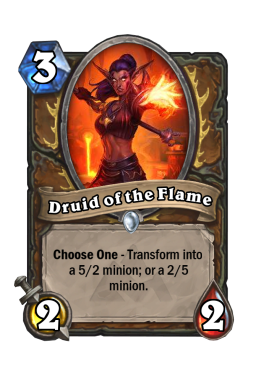 3
Druid of the Flame
Choose One - Transform into
a 5/2 minion; or a 2/5
minion.
2
2